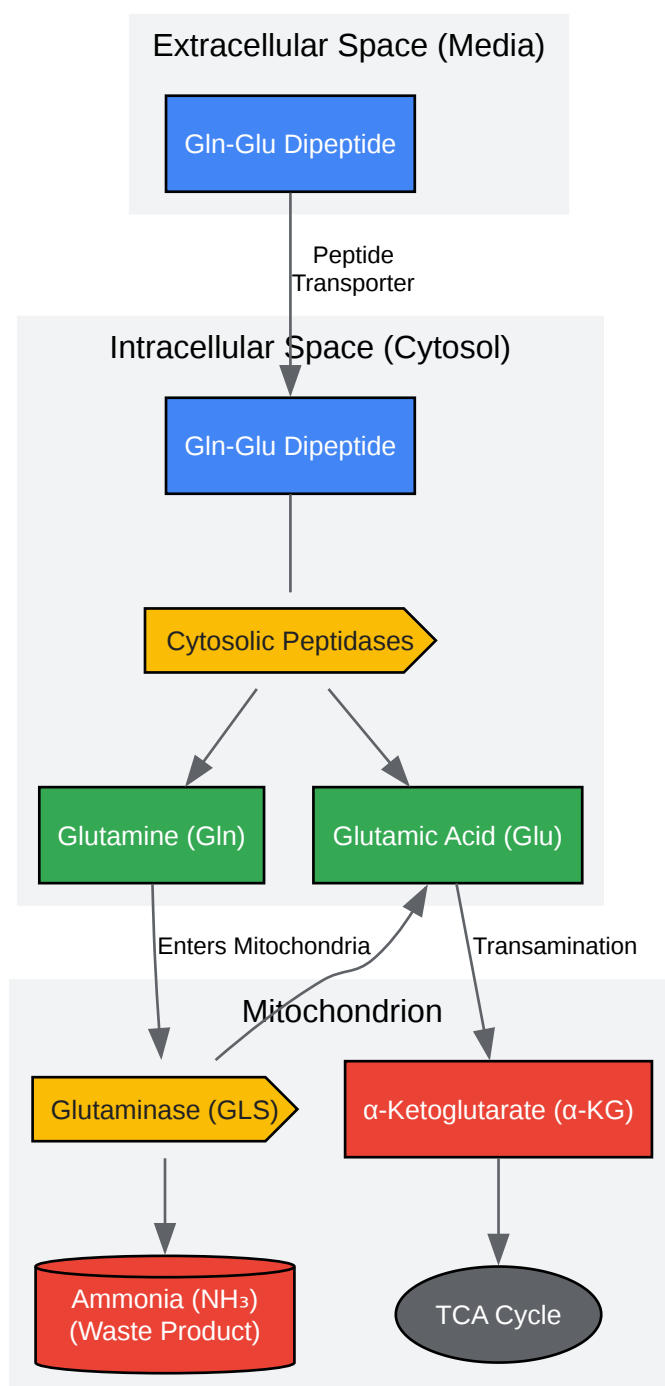 Extracellular Space (Media)
Gln-Glu Dipeptide
Peptide
Transporter
Intracellular Space (Cytosol)
Gln-Glu Dipeptide
Cytosolic Peptidases
Glutamine (Gln)
Glutamic Acid (Glu)
Enters Mitochondria
Transamination
Mitochondrion
Glutaminase (GLS)
α-Ketoglutarate (α-KG)
Ammonia (NH₃)
(Waste Product)
TCA Cycle